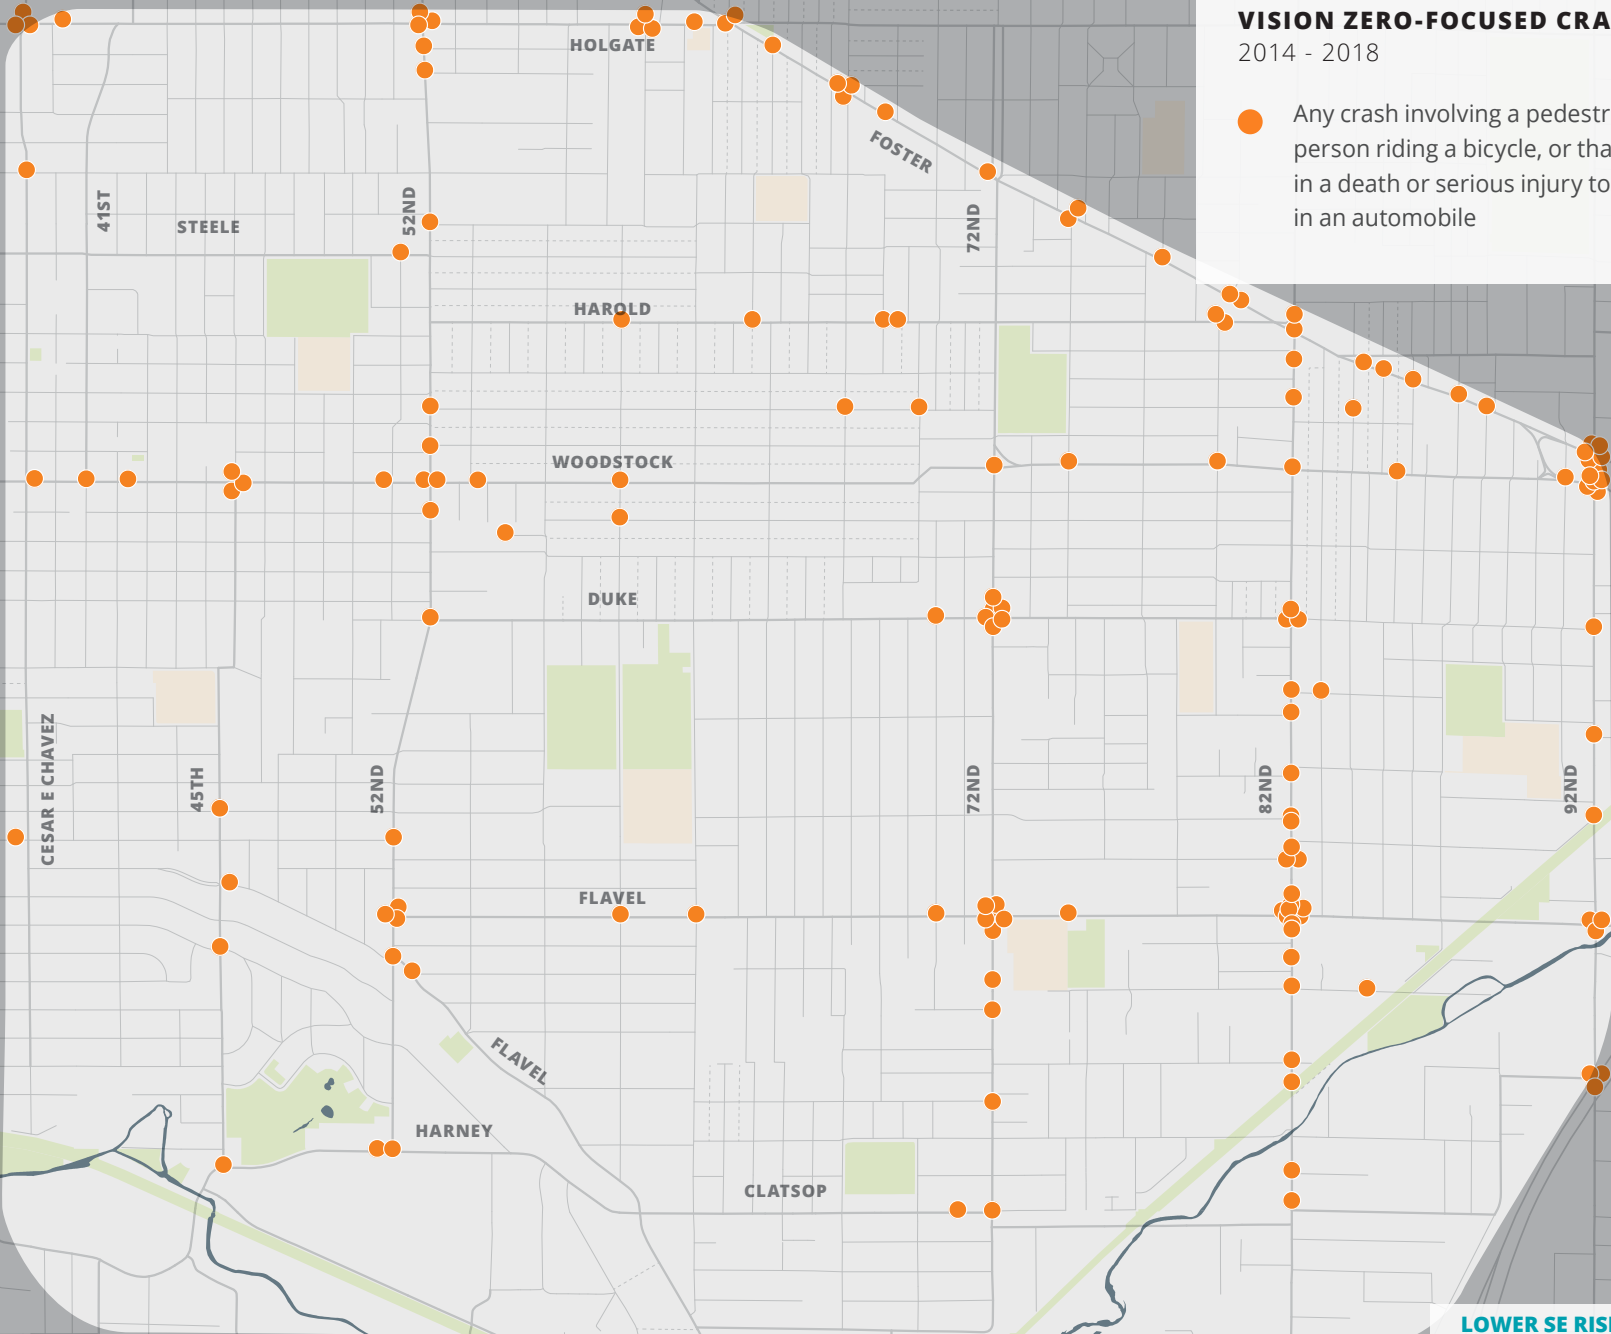 VISION ZERO-FOCUSED CRA
2014 - 2018
Any crash involving a pedestr
person riding a bicycle, or tha
in a death or serious injury to
in an automobile
HOLGATE
FOSTER
41ST
52ND
72ND
STEELE
HAROLD
WOODSTOCK
DUKE
CESAR E CHAVEZ
45TH
52ND
72ND
82ND
92ND
FLAVEL
FLAVEL
HARNEY
CLATSOP
LOWER SE RIS